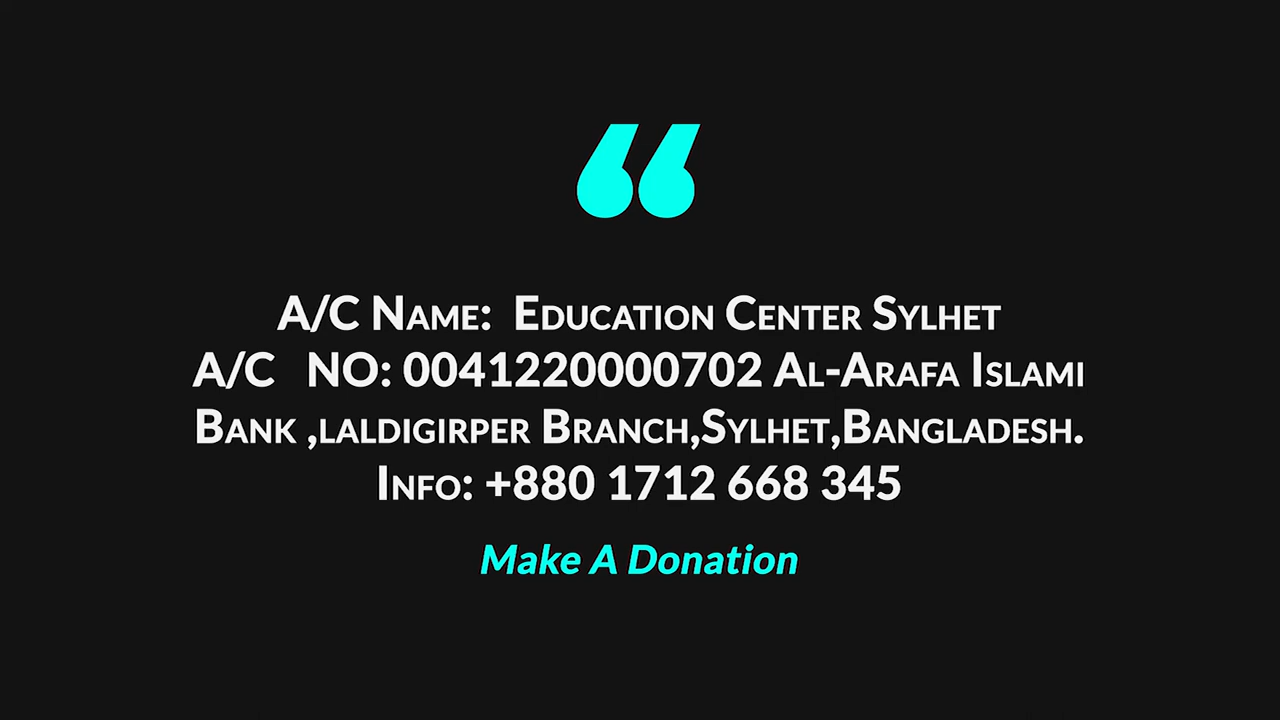 “
A/C Name:  Education Center Sylhet
A/C   NO: 0041220000702 Al-Arafa Islami
Bank ,laldigirper Branch,Sylhet,Bangladesh.
Info: +880 1712 668 345
Make A Donation